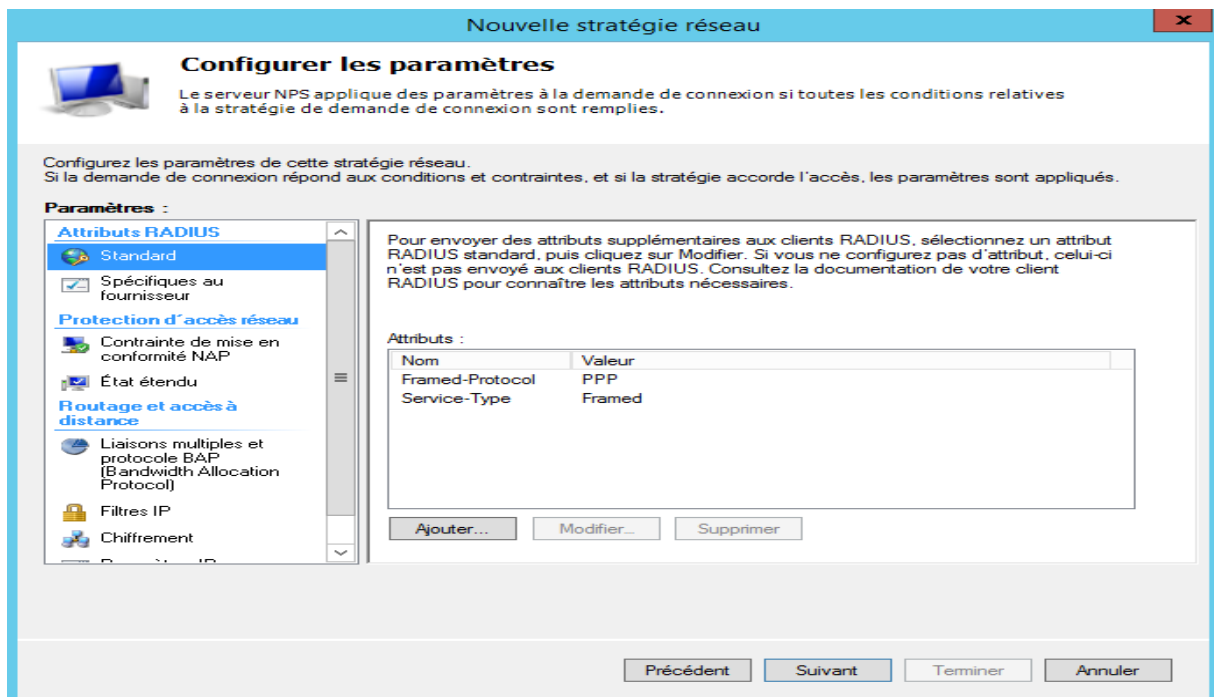 Nouvelle stratégie réseau
Configurer les paramètres
Le serveur NPS applique des paramètres à la demande de connexion si toutes les conditions relatives
à la stratégie de demande de connexion sont remplies.
Configurez les paramètres de cette stratégie réseau.
Si la demande de connexion répond aux conditions et contraintes, et si la stratégie accorde l'accès, les paramètres sont appliqués.
Paramètres :
Attributs RADIUS
Standard
Spécifiques au
fournisseur
Protection d´accès réseau
Contrainte de mise en
conformité NAP
État étendu
Routage et accès à
distance
Liaisons multiples et
protocole BAP
(Bandwidth Allocation
Protocol)
Filtres IP
Chiffrement
Pour envoyer des attributs supplémentaires aux clients RADIUS, sélectionnez un attribut
RADIUS standard, puis cliquez sur Modifier. Si vous ne configurez pas d'attribut, celui-ci
n'est pas envoyé aux clients RADIUS. Consultez la documentation de votre client
RADIUS pour connaître les attributs nécessaires.
Attributs :
Nom Valeur
Framed-Protocol PPP
Service-Type Framed
Ajouter... Modifier... Supprimer
Précédent Suivant Terminer Annuler